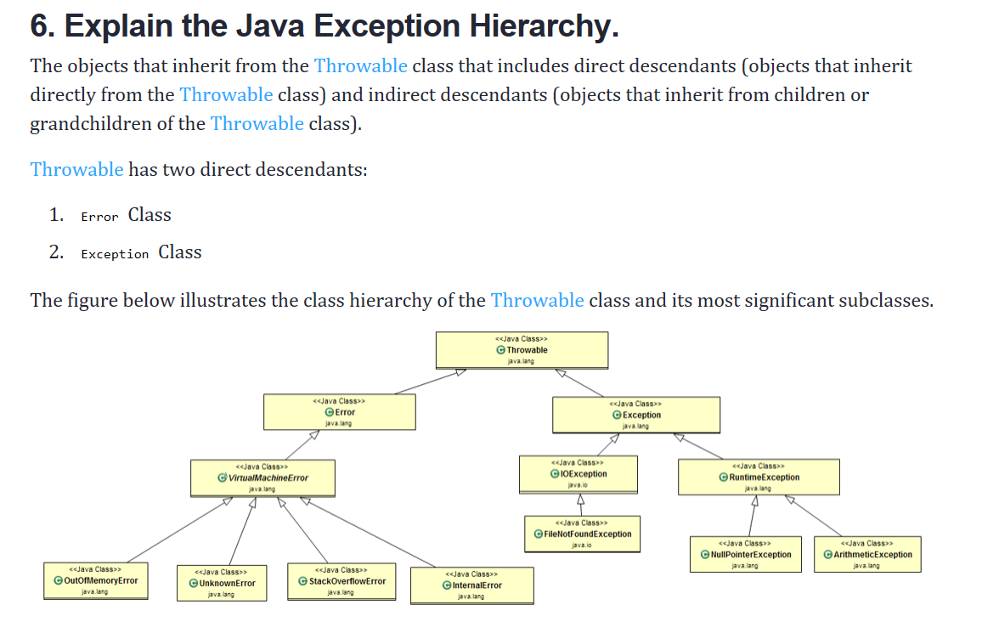 6. Explain the Java Exception Hierarchy.
The objects that inherit from the Throwable class that includes direct descendants (objects that inherit
directly from the Throwable class) and indirect descendants (objects that inherit from children or
grandchildren of the Throwable class).
Throwable has two direct descendants:
1. Error Class
2. Exception Class
The figure below illustrates the class hierarchy of the Throwable class and its most significant subclasses.
<<Java Class>>
Throwable
java.lang
<<Java Class>>
Error
java.lang
<<Java Class>>
Exception
java.lang
<<Java Class>>
VirtualMachineError
java.lang
<<Java Class>>
IOException
java.io
<<Java Class>>
RuntimeException
java.lang
<<Java Class>>
FileNotFoundException
java.io
<<Java Class>>
NullPointerException
java.lang
<<Java Class>>
ArithmeticException
java.lang
<<Java Class>>
OutOfMemoryError
java.lang
<<Java Class>>
UnknownError
java.lang
<<Java Class>>
StackOverflowError
java.lang
<<Java Class>>
InternalError
java.lang